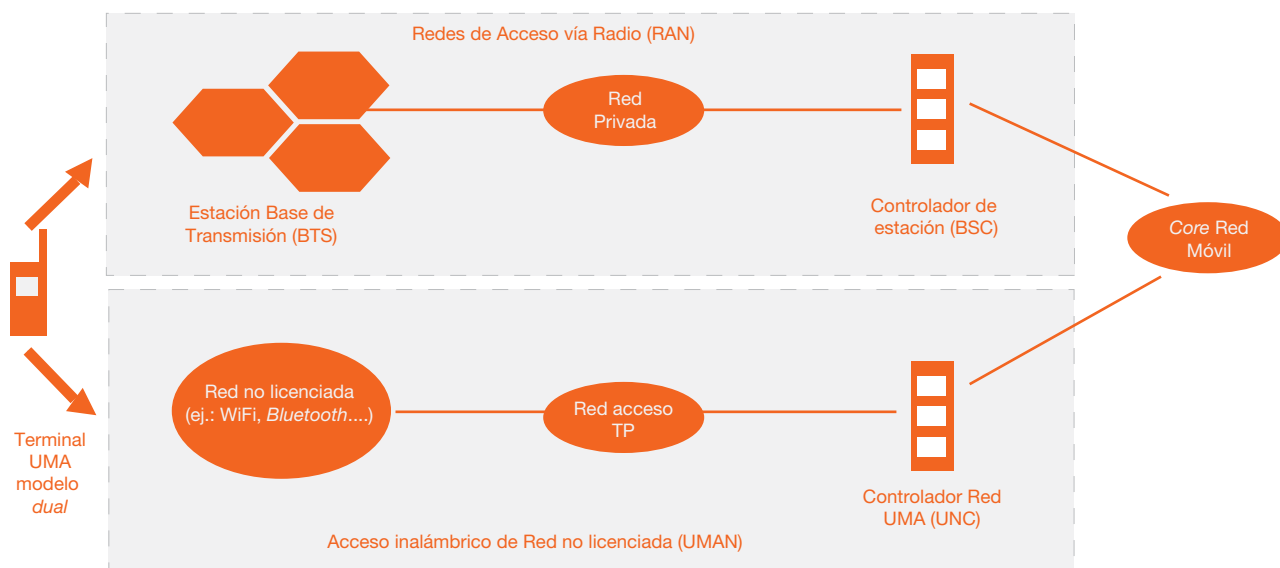 Redes de Acceso vía Radio (RAN)
Red
Privada
Estación Base de
Transmisión (BTS)
Controlador de
estación (BSC)
Core Red
Móvil
Terminal
UMA
modelo
dual
Red no licenciada
(ej.: WiFi, Bluetooth....)
Red acceso
TP
Controlador Red
UMA (UNC)
Acceso inalámbrico de Red no licenciada (UMAN)